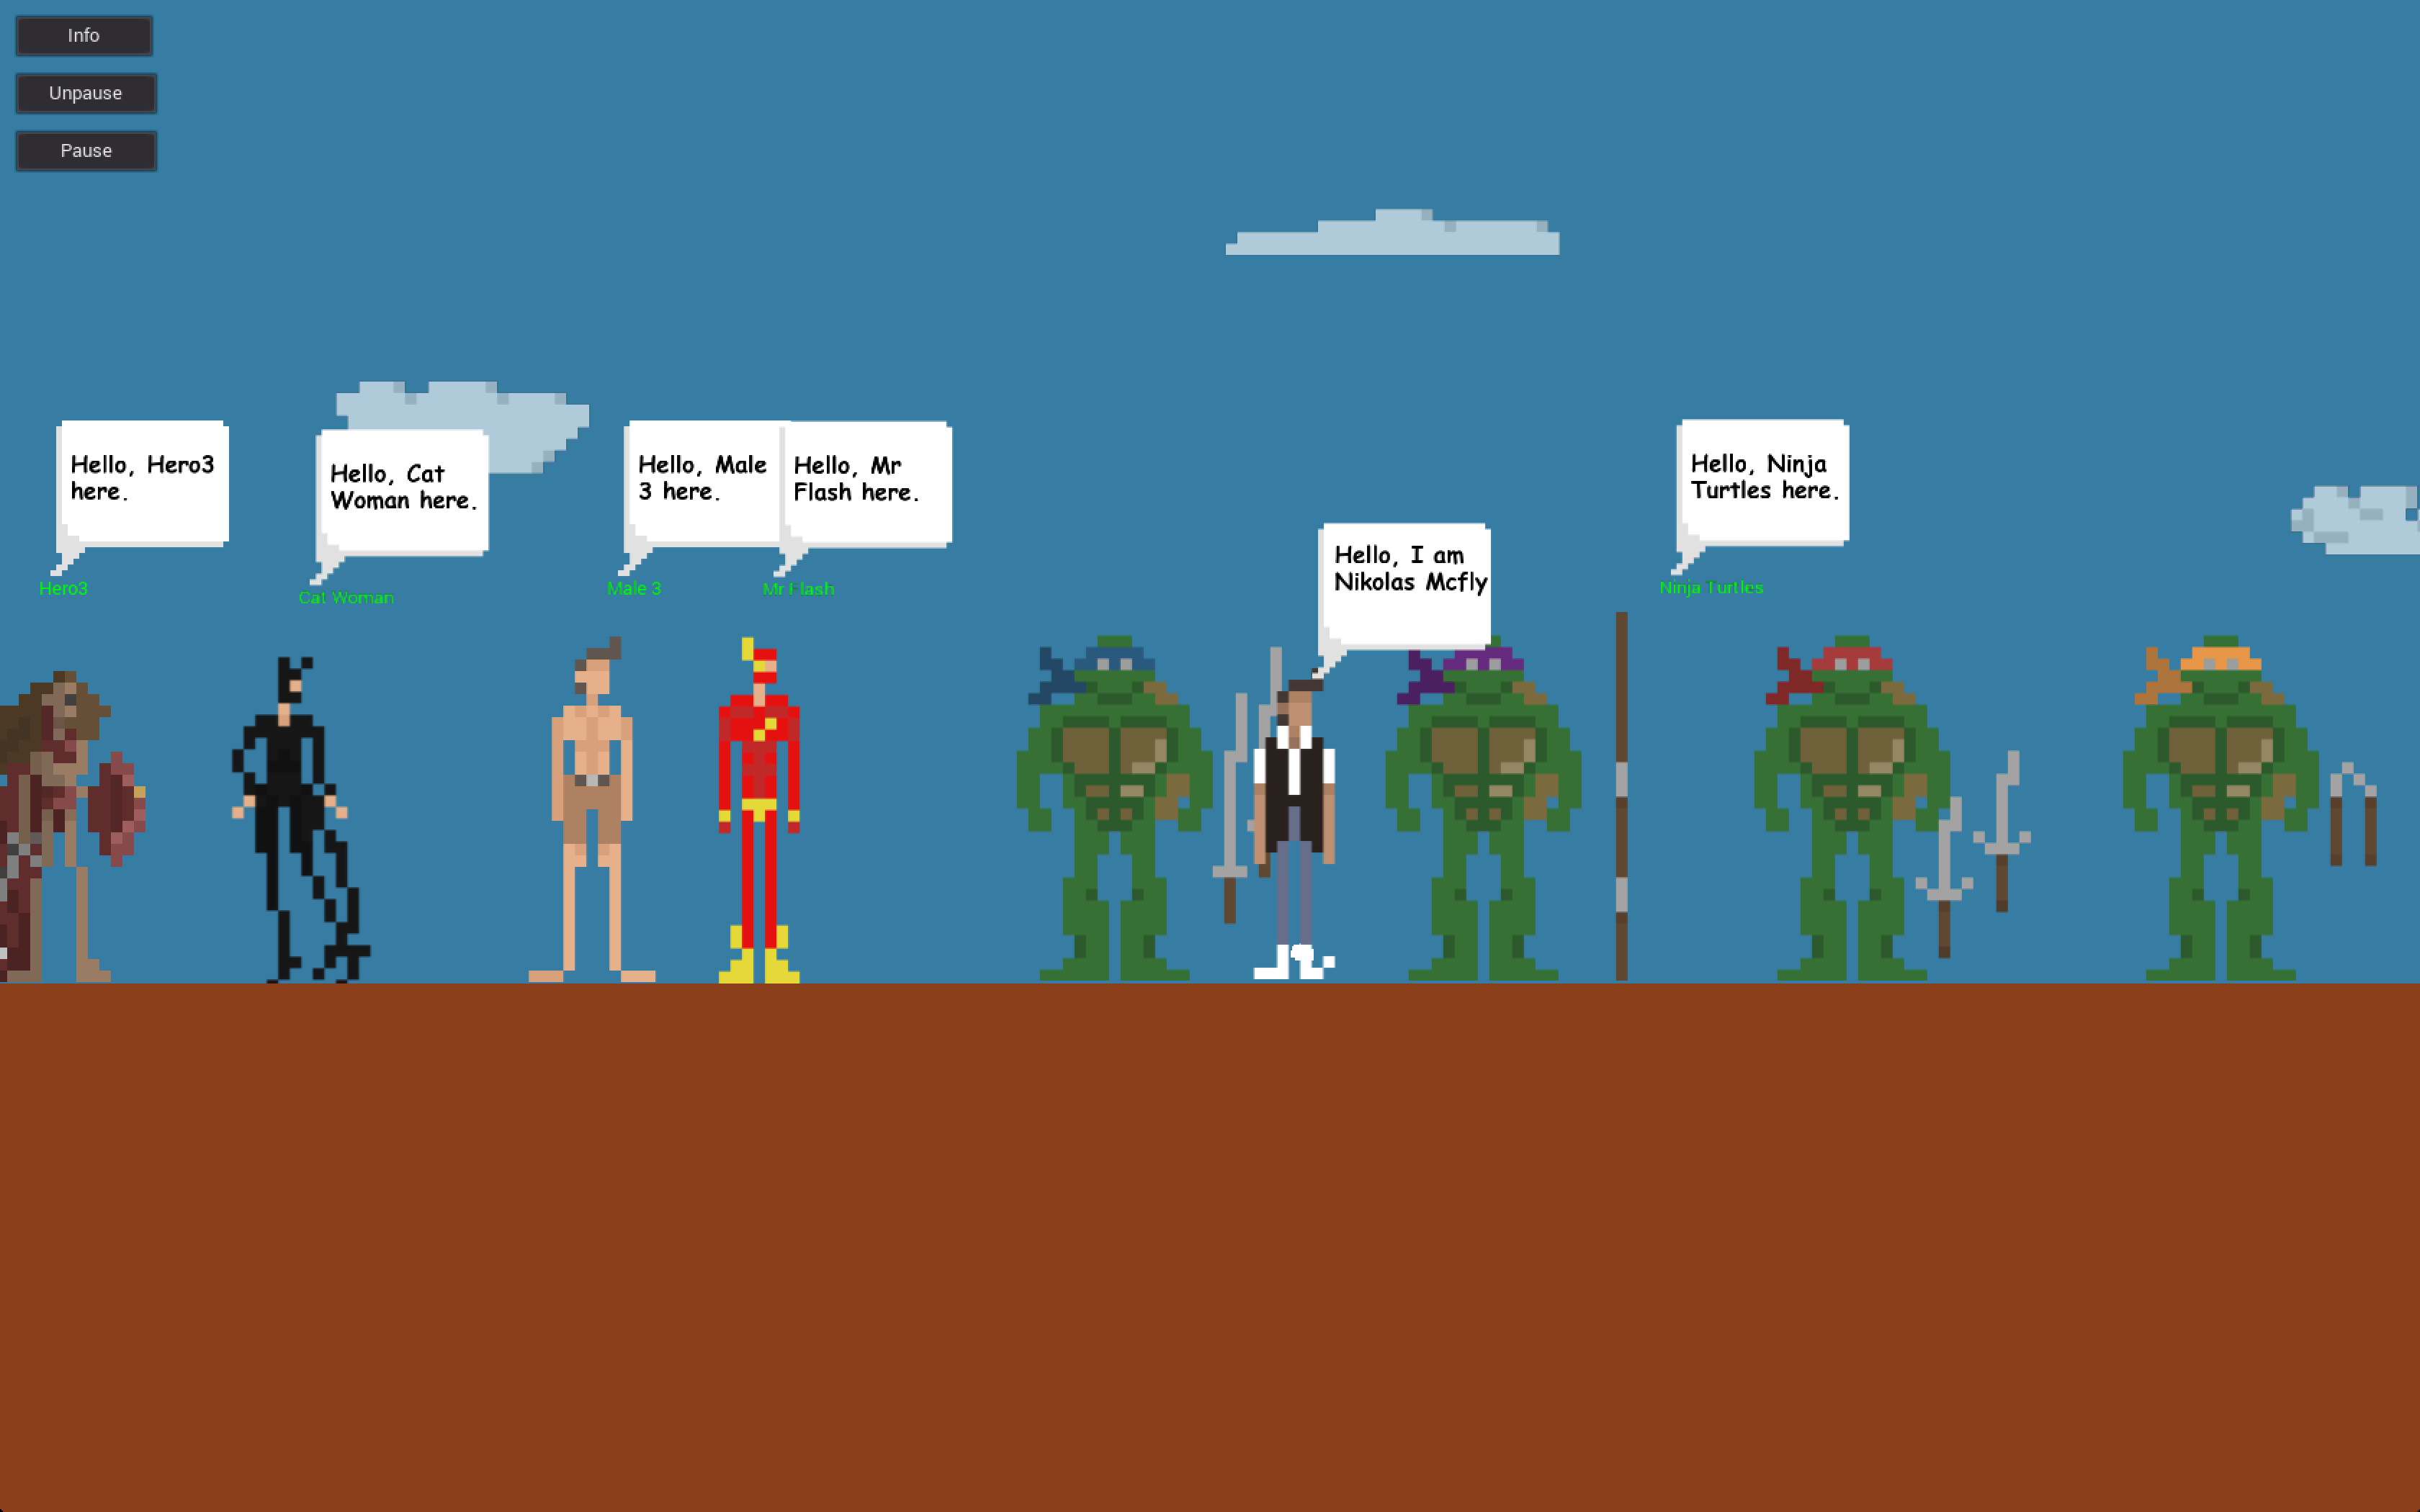 Info
Unpause
Pause
Hello, Hero3
here.
Hero3
Hello, Cat
Woman here.
Cat Woman
Hello, Male
3 here.
Male 3
Hello, Mr
Flash here.
Mr Flash
Hello, I am
Nikolas Mcfly
Hello, Ninja
Turtles here.
Ninja Turtles